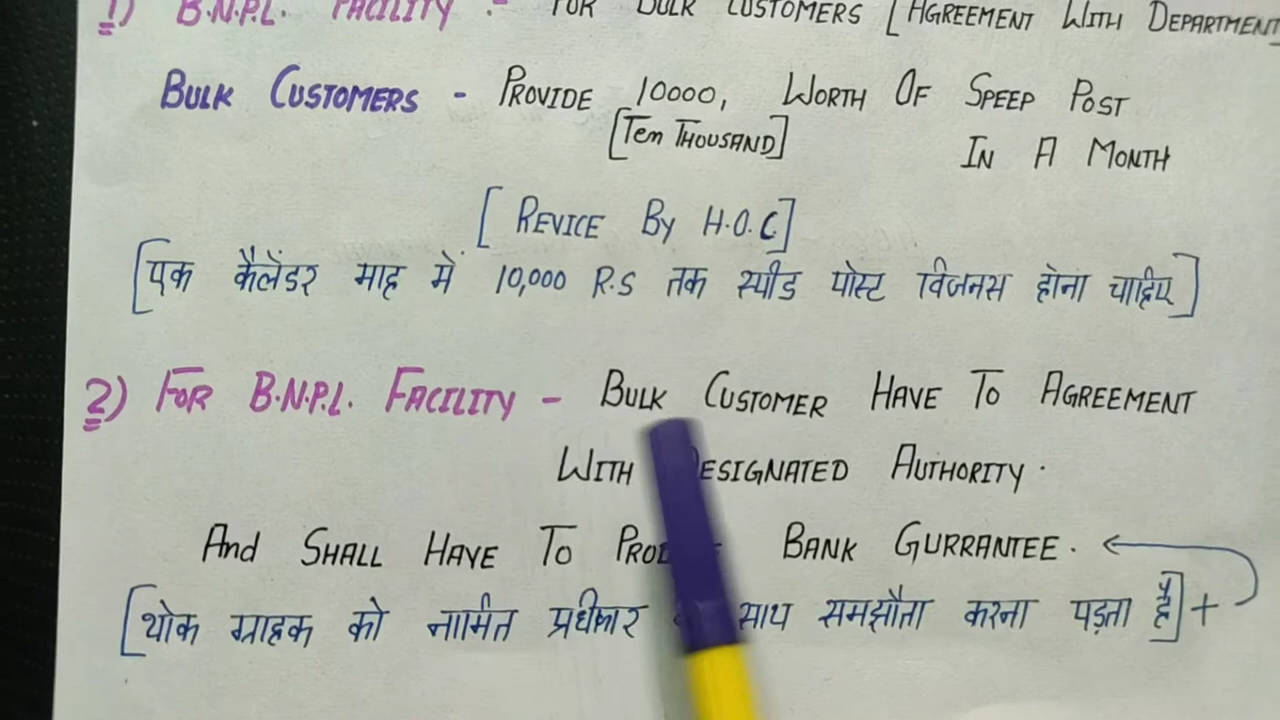 1) B.N.P.L. FACILITY :- FOR BULK CUSTOMERS [AGREEMENT WITH DEPARTMENT]
BULK CUSTOMERS - PROVIDE 10000, WORTH OF SPEEP POST
[Ten THOUSAND] IN A MONTH
[REVICE BY H.O.C.]
[एक कैलेंडर माह में 10,000 R.S तक स्पीड पोस्ट विजनस होना चाहिए]
2) FOR B.N.P.L. FACILITY - BULK CUSTOMER HAVE TO AGREEMENT
WITH DESIGNATED AUTHORITY.
And SHALL HAVE TO BANK GURRANTEE.
[थोक ग्राहक को नार्मित प्रधीकार साथ समझौता करना पड़ता है] +